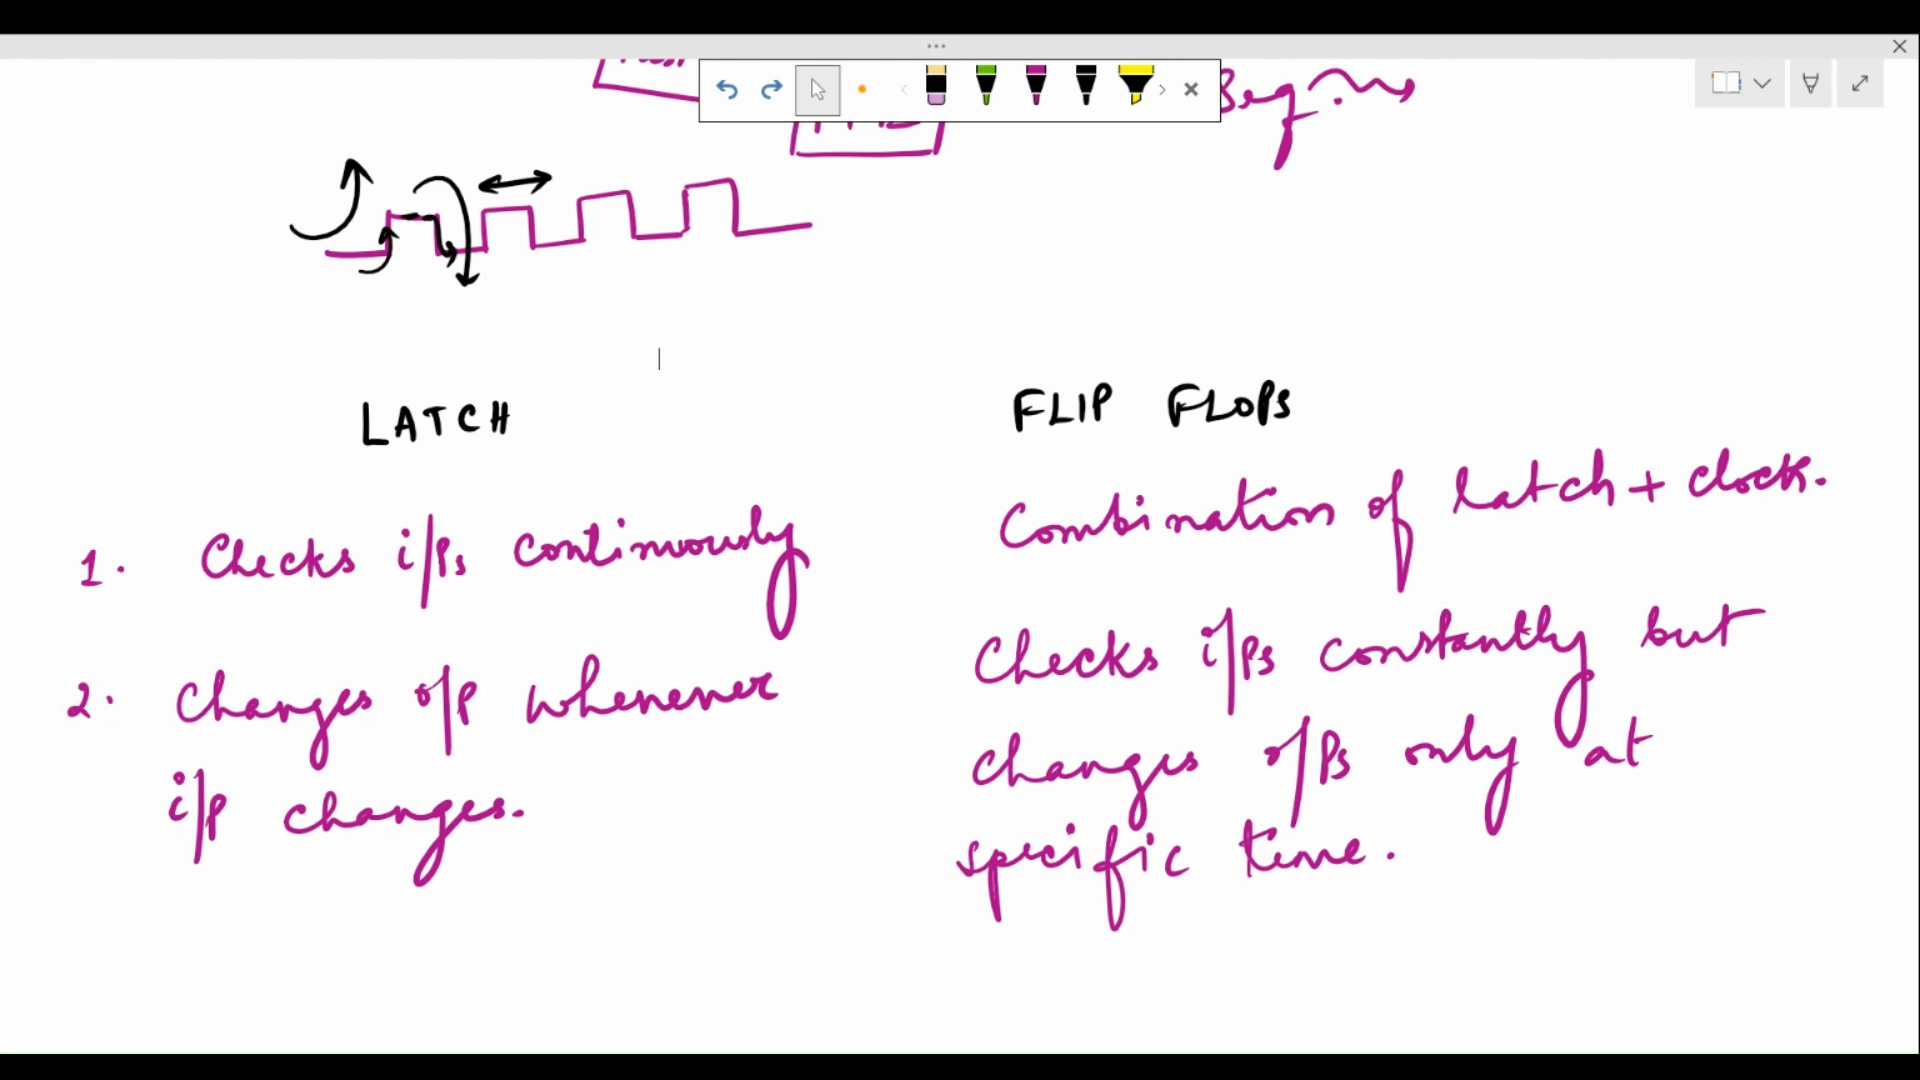 LATCH
FLIP FLOPS
1. Checks i/Ps continuously
2. Changes o/p whenever
i/p changes.
Combination of latch + clock.
Checks i/Ps constantly but
changes o/Ps only at
specific time.